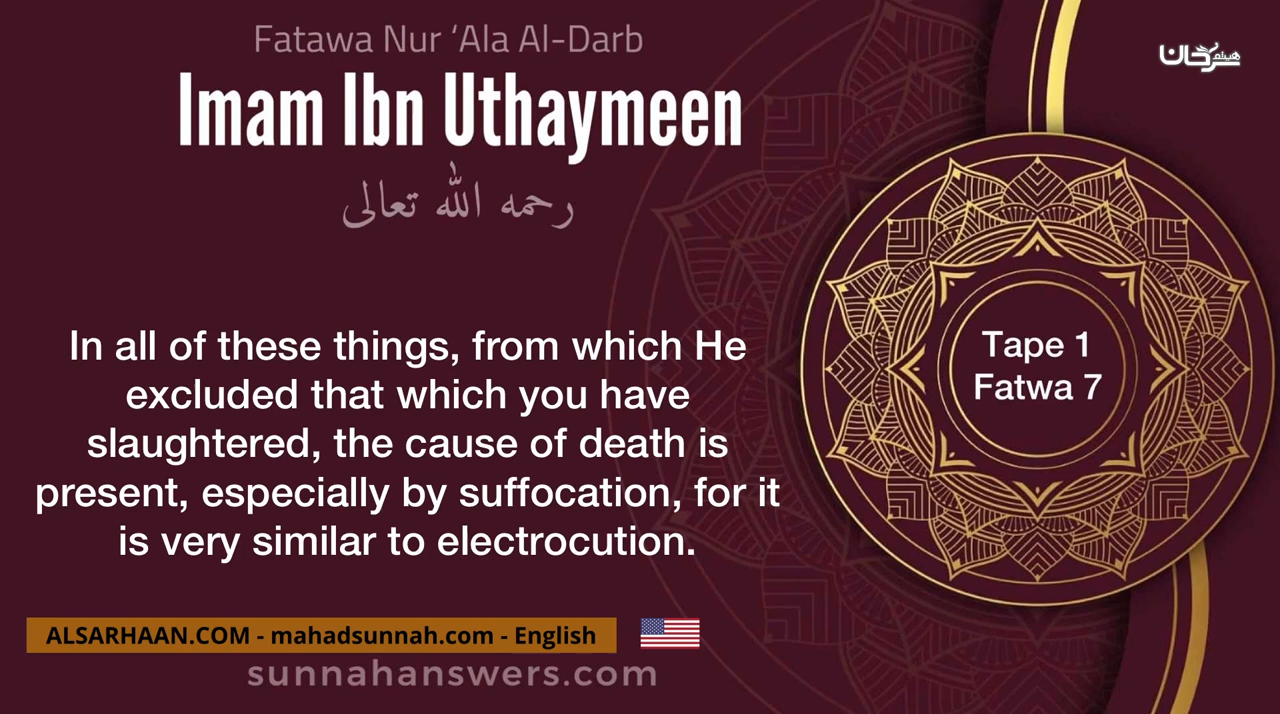 Fatawa Nur ‘Ala Al-Darb
Imam Ibn Uthaymeen
رحمه الله تعالى
هيثم
سرحان
In all of these things, from which He
excluded that which you have
slaughtered, the cause of death is
present, especially by suffocation, for it
is very similar to electrocution.
Tape 1
Fatwa 7
ALSARHAAN.COM - mahadsunnah.com - English
sunnahanswers.com